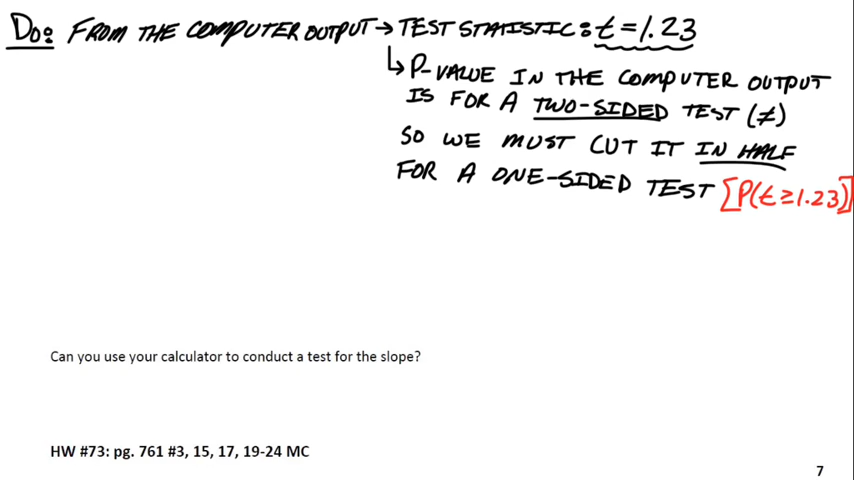 DO: FROM THE COMPUTER OUTPUT → TEST STATISTIC: t = 1.23
↳ P-VALUE IN THE COMPUTER OUTPUT
IS FOR A TWO-SIDED TEST (≠)
SO WE MUST CUT IT IN HALF
FOR A ONE-SIDED TEST [P(t ≥ 1.23)]
Can you use your calculator to conduct a test for the slope?
HW #73: pg. 761 #3, 15, 17, 19-24 MC
7